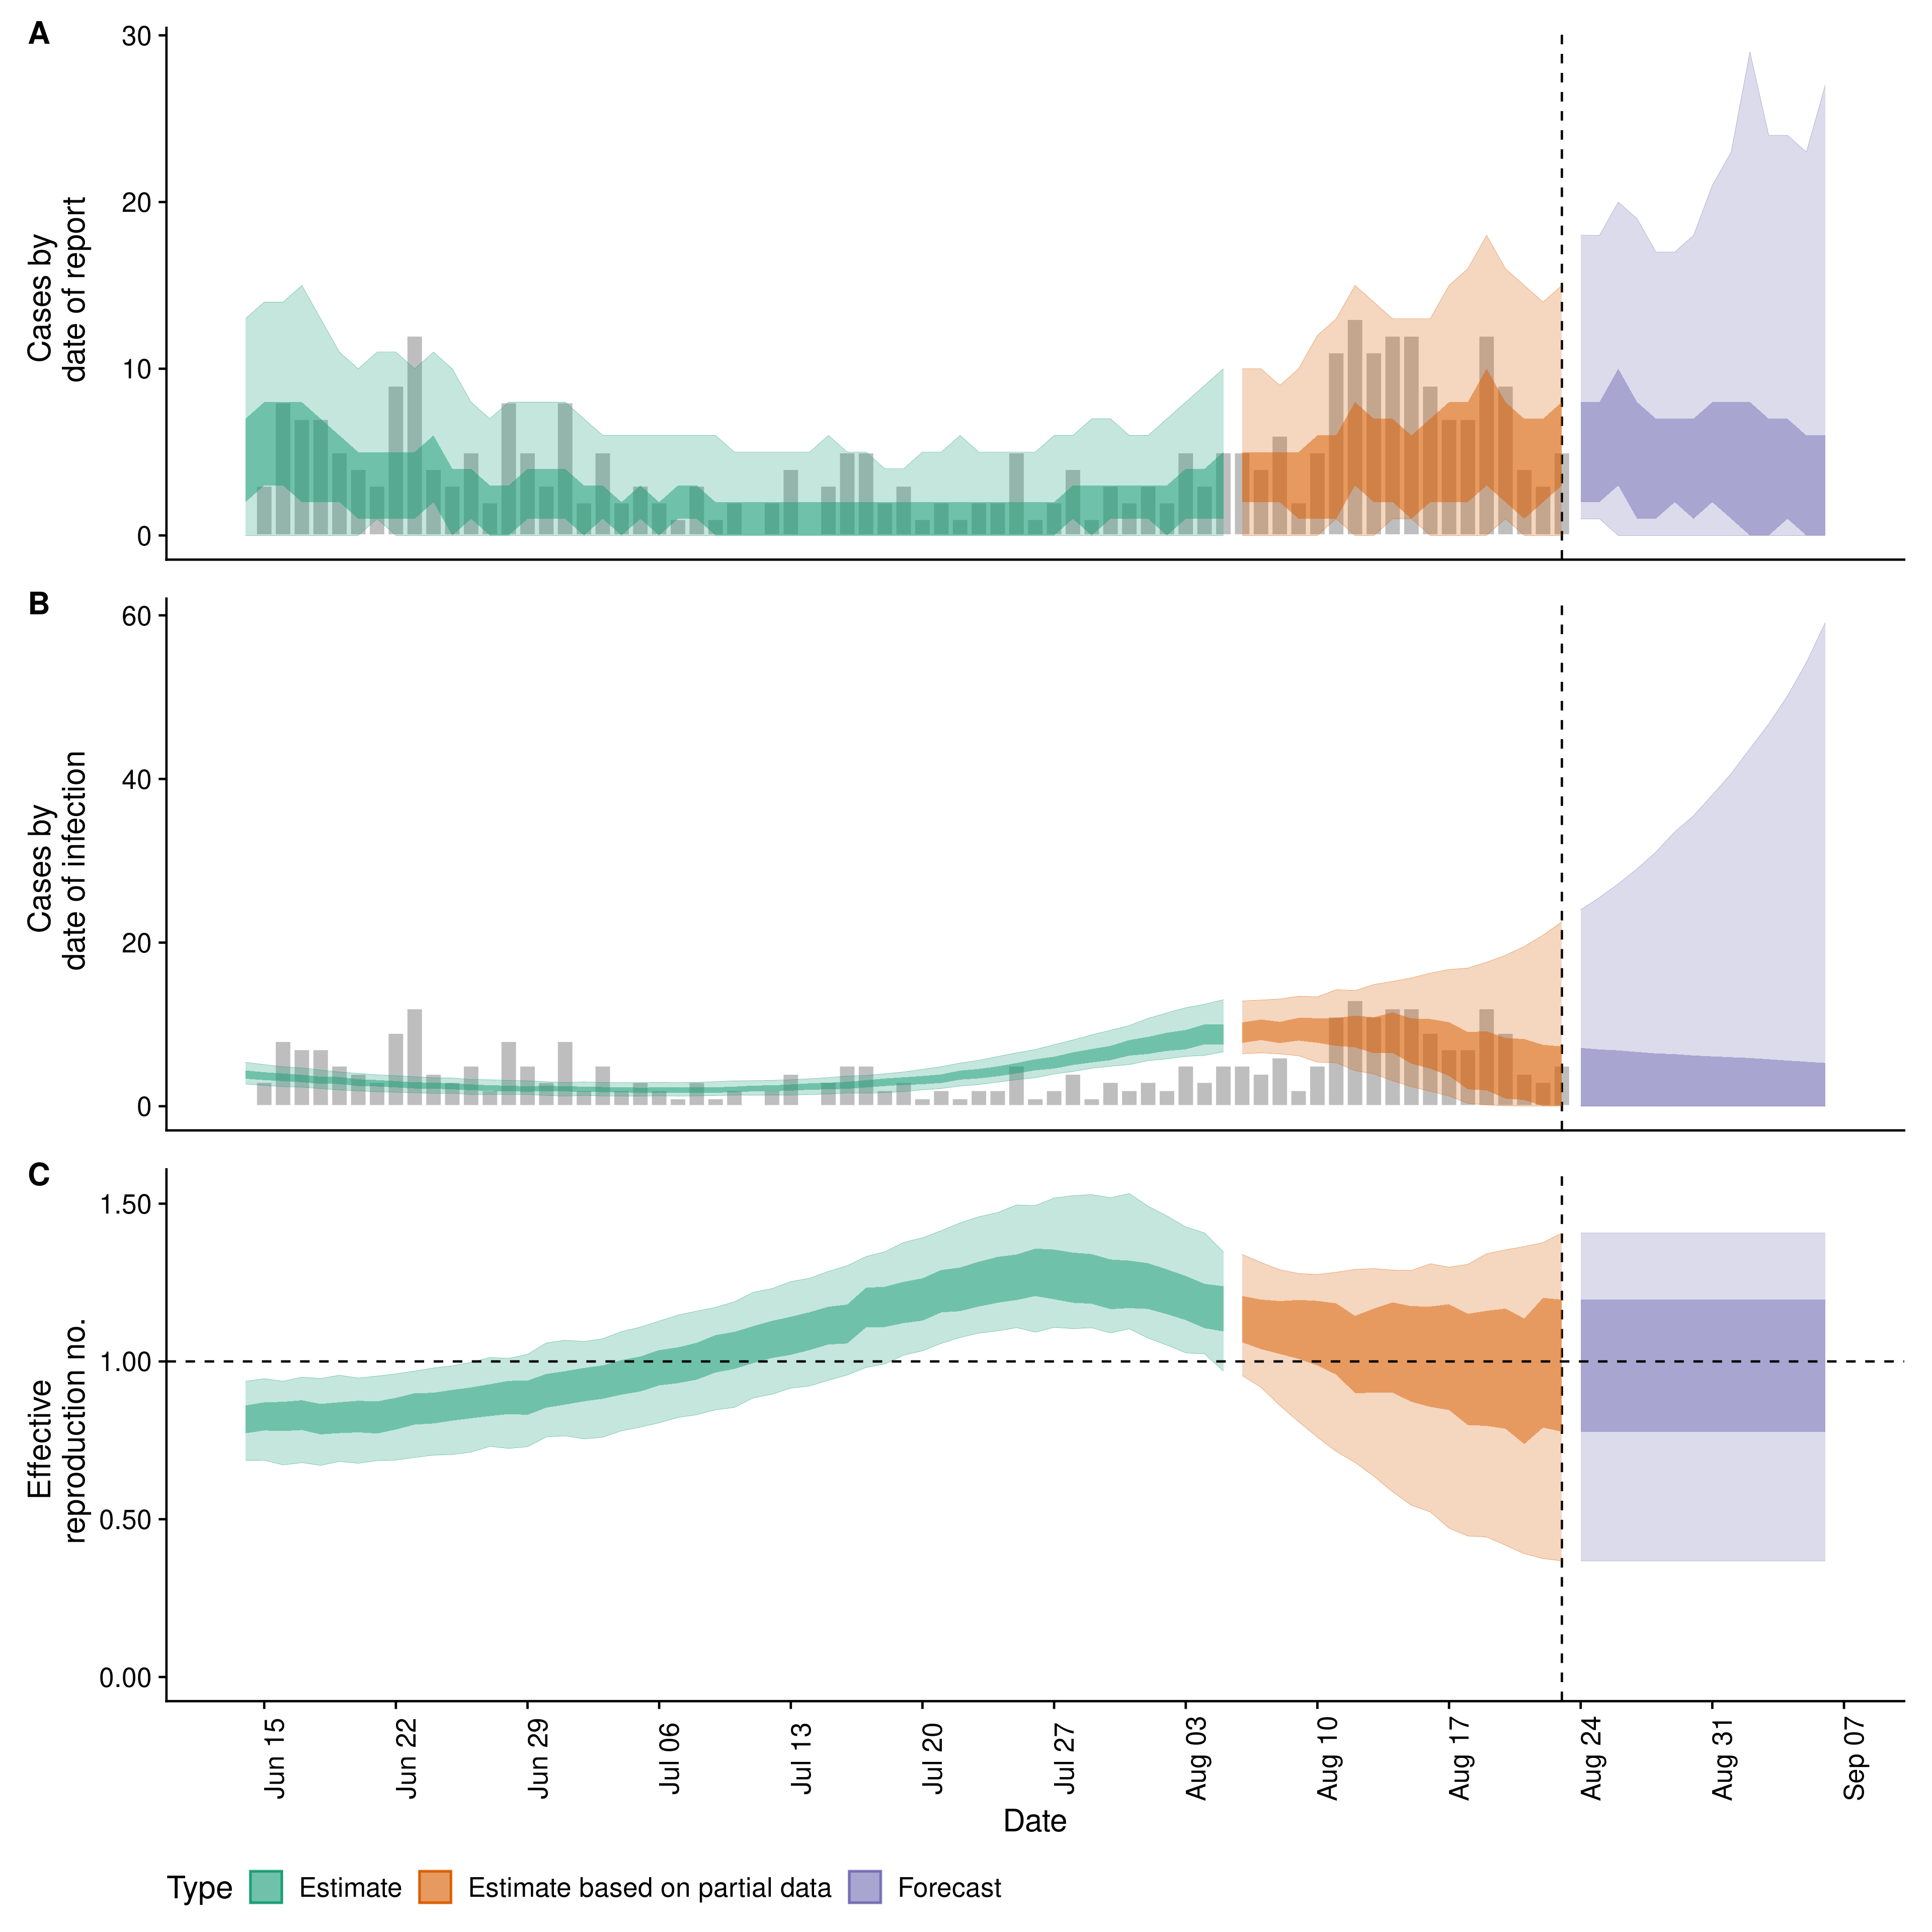 A
30
20
10
0
Cases by
date of report
B
60
40
20
0
Cases by
date of infection
C
1.50
1.00
0.50
0.00
Effective
reproduction no.
Jun 15
Jun 22
Jun 29
Jul 06
Jul 13
Jul 20
Jul 27
Aug 03
Aug 10
Aug 17
Aug 24
Aug 31
Sep 07
Date
Type Estimate Estimate based on partial data Forecast